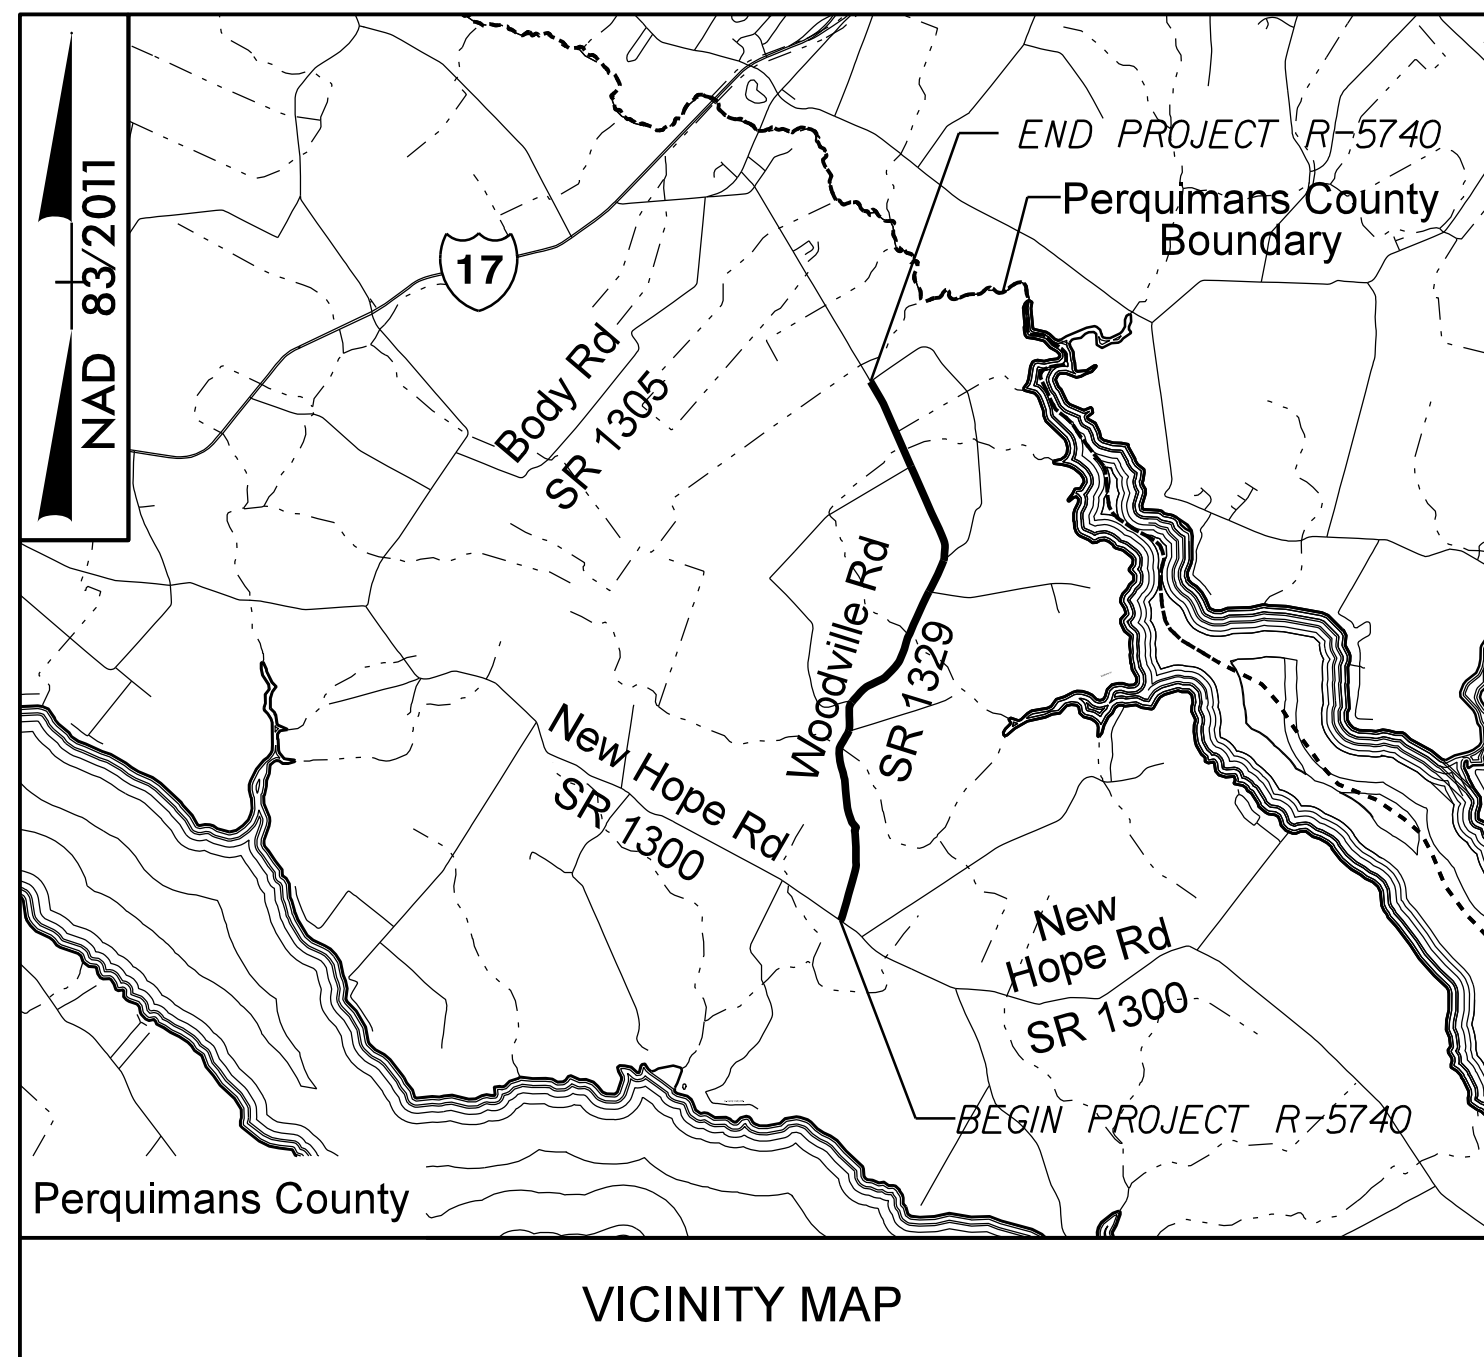 NAD 83/2011
END PROJECT R-5740
Perquimans County
Boundary
17
Body Rd
SR 1305
Woodville Rd
SR 1329
New Hope Rd
SR 1300
New
Hope Rd
SR 1300
BEGIN PROJECT R-5740
Perquimans County
VICINITY MAP